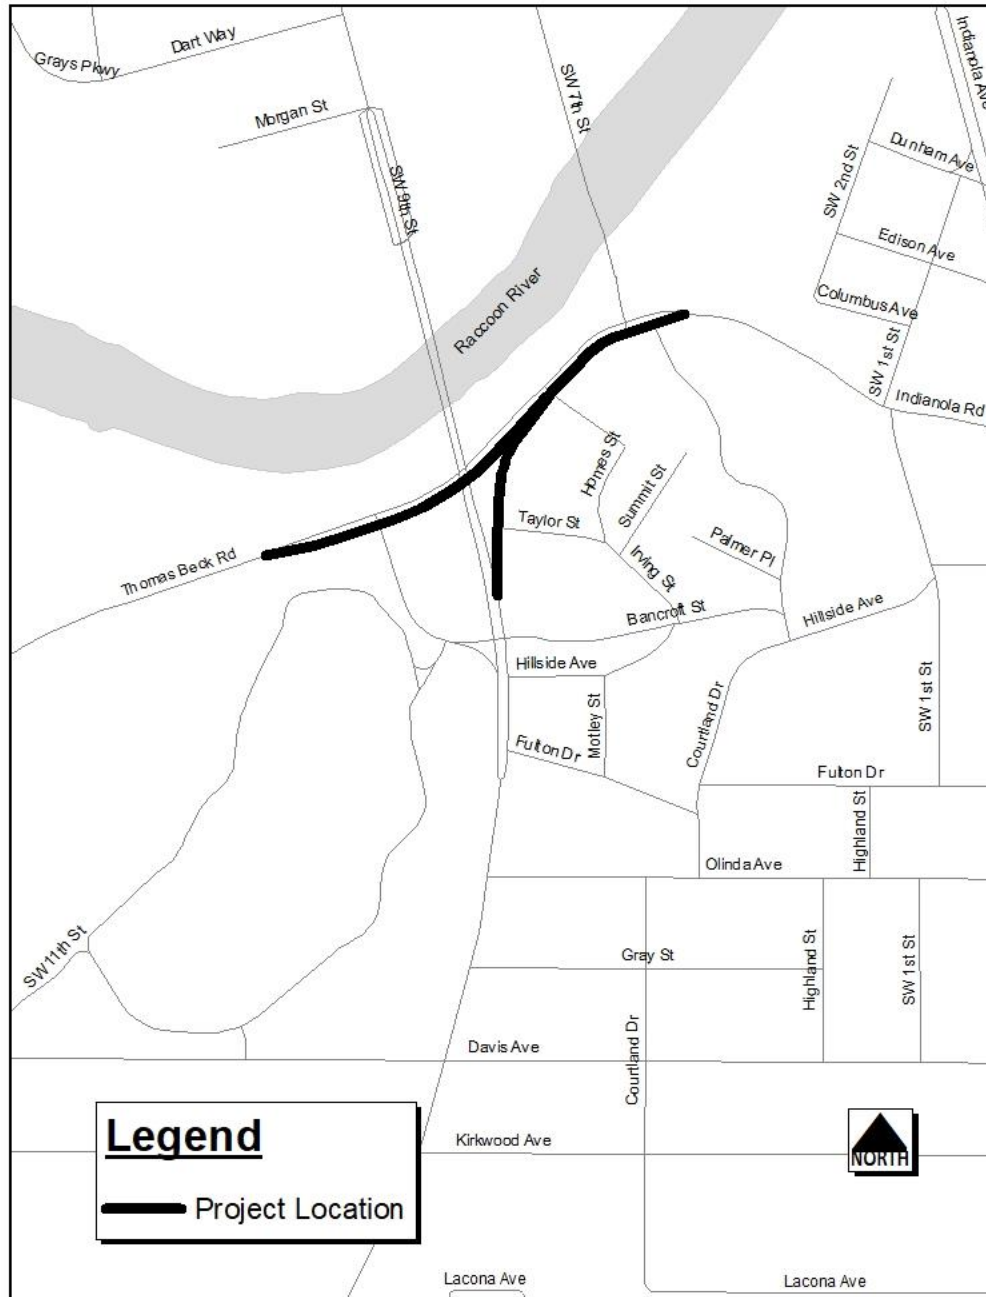 Grays Pkwy
Dart Way
Indianola Ave
SW 7th St
Morgan St
SW 9th St
Dunham Ave
SW 2nd St
Edison Ave
Columbus Ave
Raccoon River
SW 1st St
Indianola Rd
Homes St
Summit St
Taylor St
Palmer Pl
Irving St
Thomas Beck Rd
Bancroft St
Hillside Ave
Hillside Ave
SW 1st St
Courtland Dr
Motley St
Fulton Dr
Fulton Dr
Highland St
Olinda Ave
SW 11th St
Gray St
Highland St
SW 1st St
Davis Ave
Courtland Dr
Legend
Project Location
Kirkwood Ave
NORTH
Lacona Ave
Lacona Ave